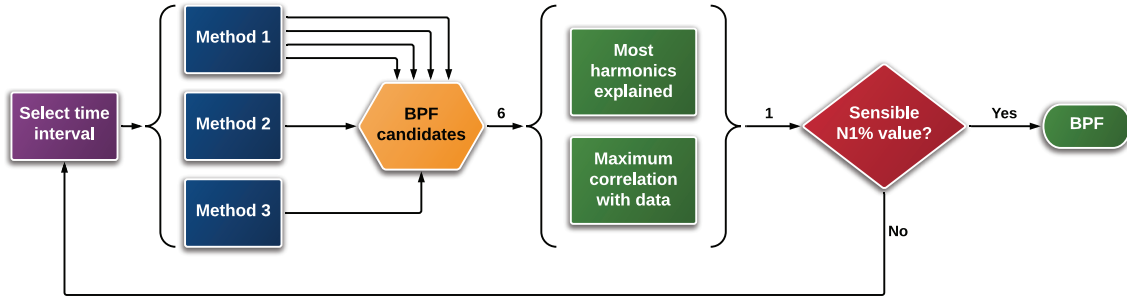 Select time
interval
Method 1
Method 2
Method 3
BPF
candidates
6
Most
harmonics
explained
Maximum
correlation
with data
1
Sensible
N1% value?
Yes
BPF
No